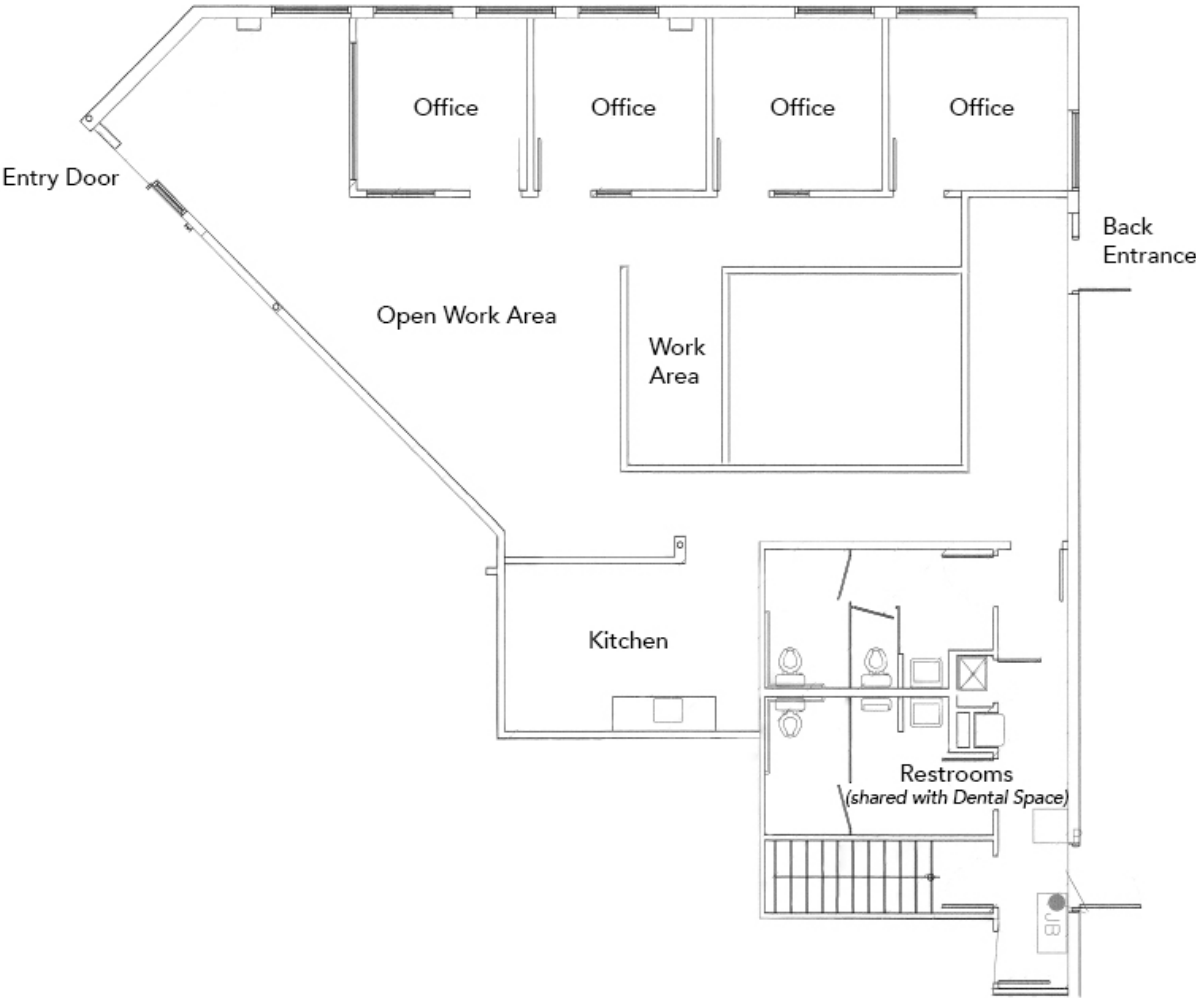 Office
Office
Office
Office
Entry Door
Back
Entrance
Open Work Area
Work
Area
Kitchen
Restrooms
(shared with Dental Space)
JB